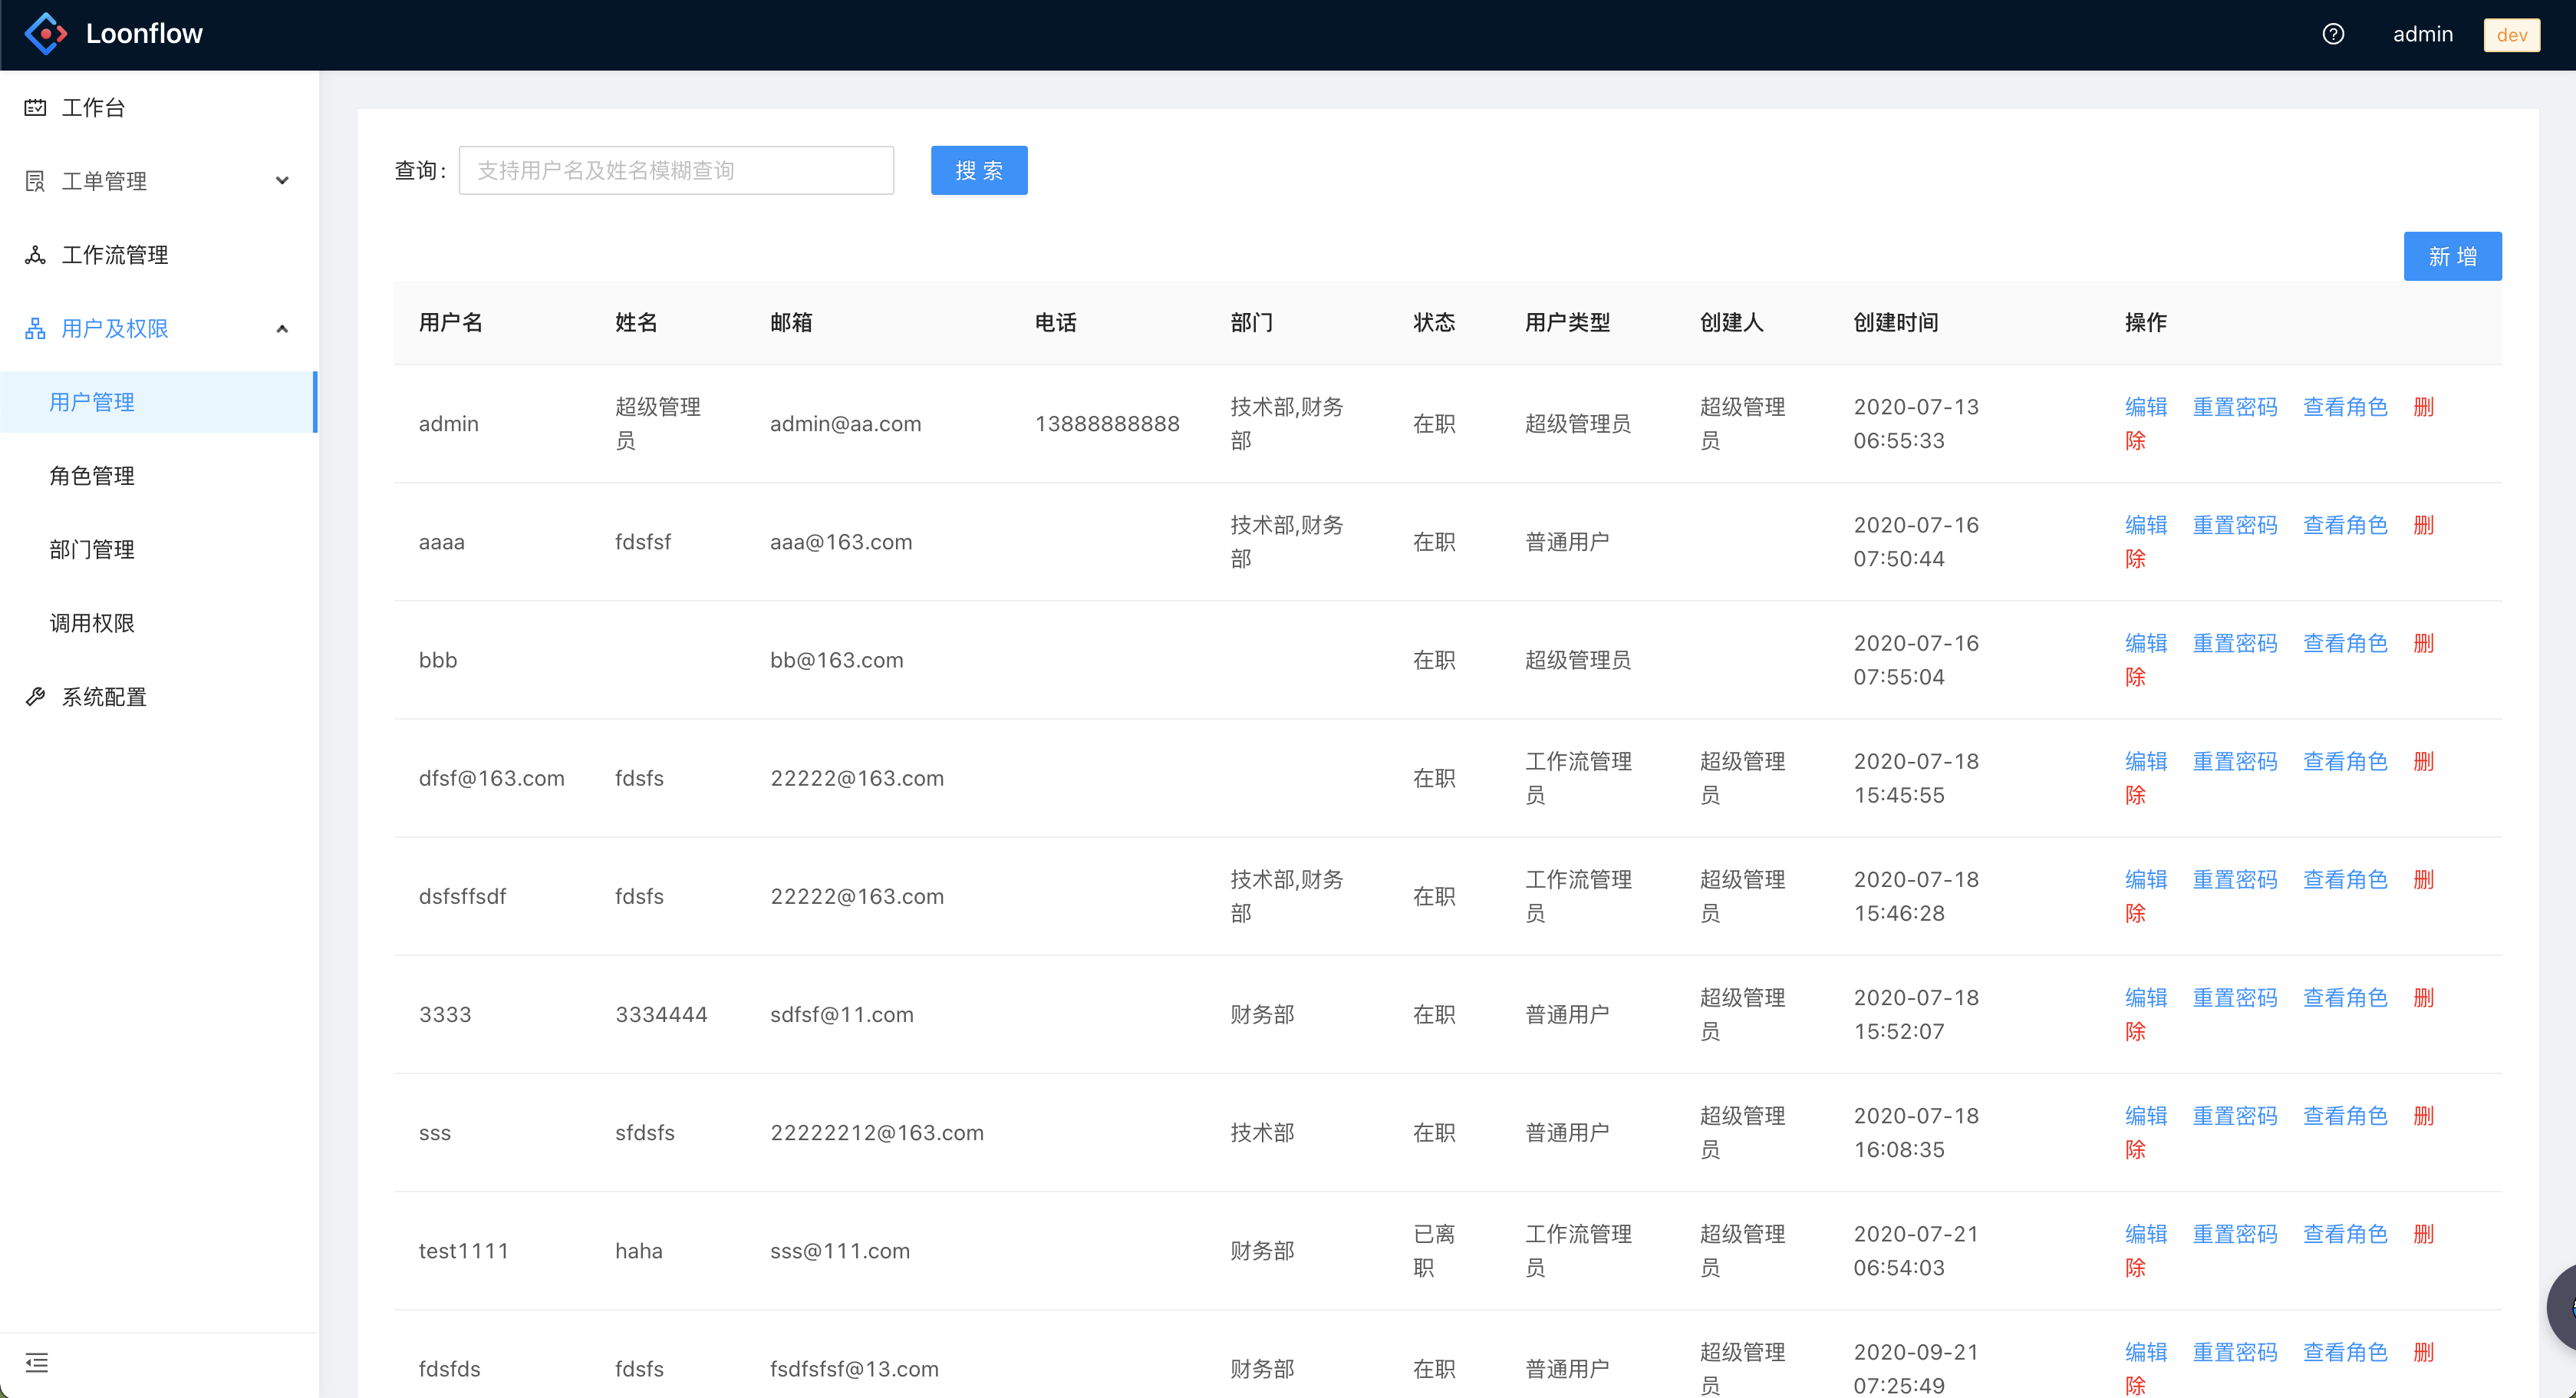 Loonflow
admin
dev
工作台
工单管理
工作流管理
用户及权限
用户管理
角色管理
部门管理
调用权限
系统配置
查询:
支持用户名及姓名模糊查询
搜 索
新 增
用户名 姓名 邮箱 电话 部门 状态 用户类型 创建人 创建时间 操作
admin 超级管理员 admin@aa.com 13888888888 技术部,财务部 在职 超级管理员 超级管理员 2020-07-13 06:55:33 编辑 重置密码 查看角色 删除
aaaa fdsfsf aaa@163.com 技术部,财务部 在职 普通用户 2020-07-16 07:50:44 编辑 重置密码 查看角色 删除
bbb bb@163.com 在职 超级管理员 2020-07-16 07:55:04 编辑 重置密码 查看角色 删除
dfsf@163.com fdsfs 22222@163.com 在职 工作流管理员 超级管理员 2020-07-18 15:45:55 编辑 重置密码 查看角色 删除
dsfsffsdf fdsfs 22222@163.com 技术部,财务部 在职 工作流管理员 超级管理员 2020-07-18 15:46:28 编辑 重置密码 查看角色 删除
3333 3334444 sdfsf@11.com 财务部 在职 普通用户 超级管理员 2020-07-18 15:52:07 编辑 重置密码 查看角色 删除
sss sfdsfs 22222212@163.com 技术部 在职 普通用户 超级管理员 2020-07-18 16:08:35 编辑 重置密码 查看角色 删除
test1111 haha sss@111.com 财务部 已离职 工作流管理员 超级管理员 2020-07-21 06:54:03 编辑 重置密码 查看角色 删除
fdsfds fdsfs fsdfsfsf@13.com 财务部 在职 普通用户 超级管理员 2020-09-21 07:25:49 编辑 重置密码 查看角色 删除